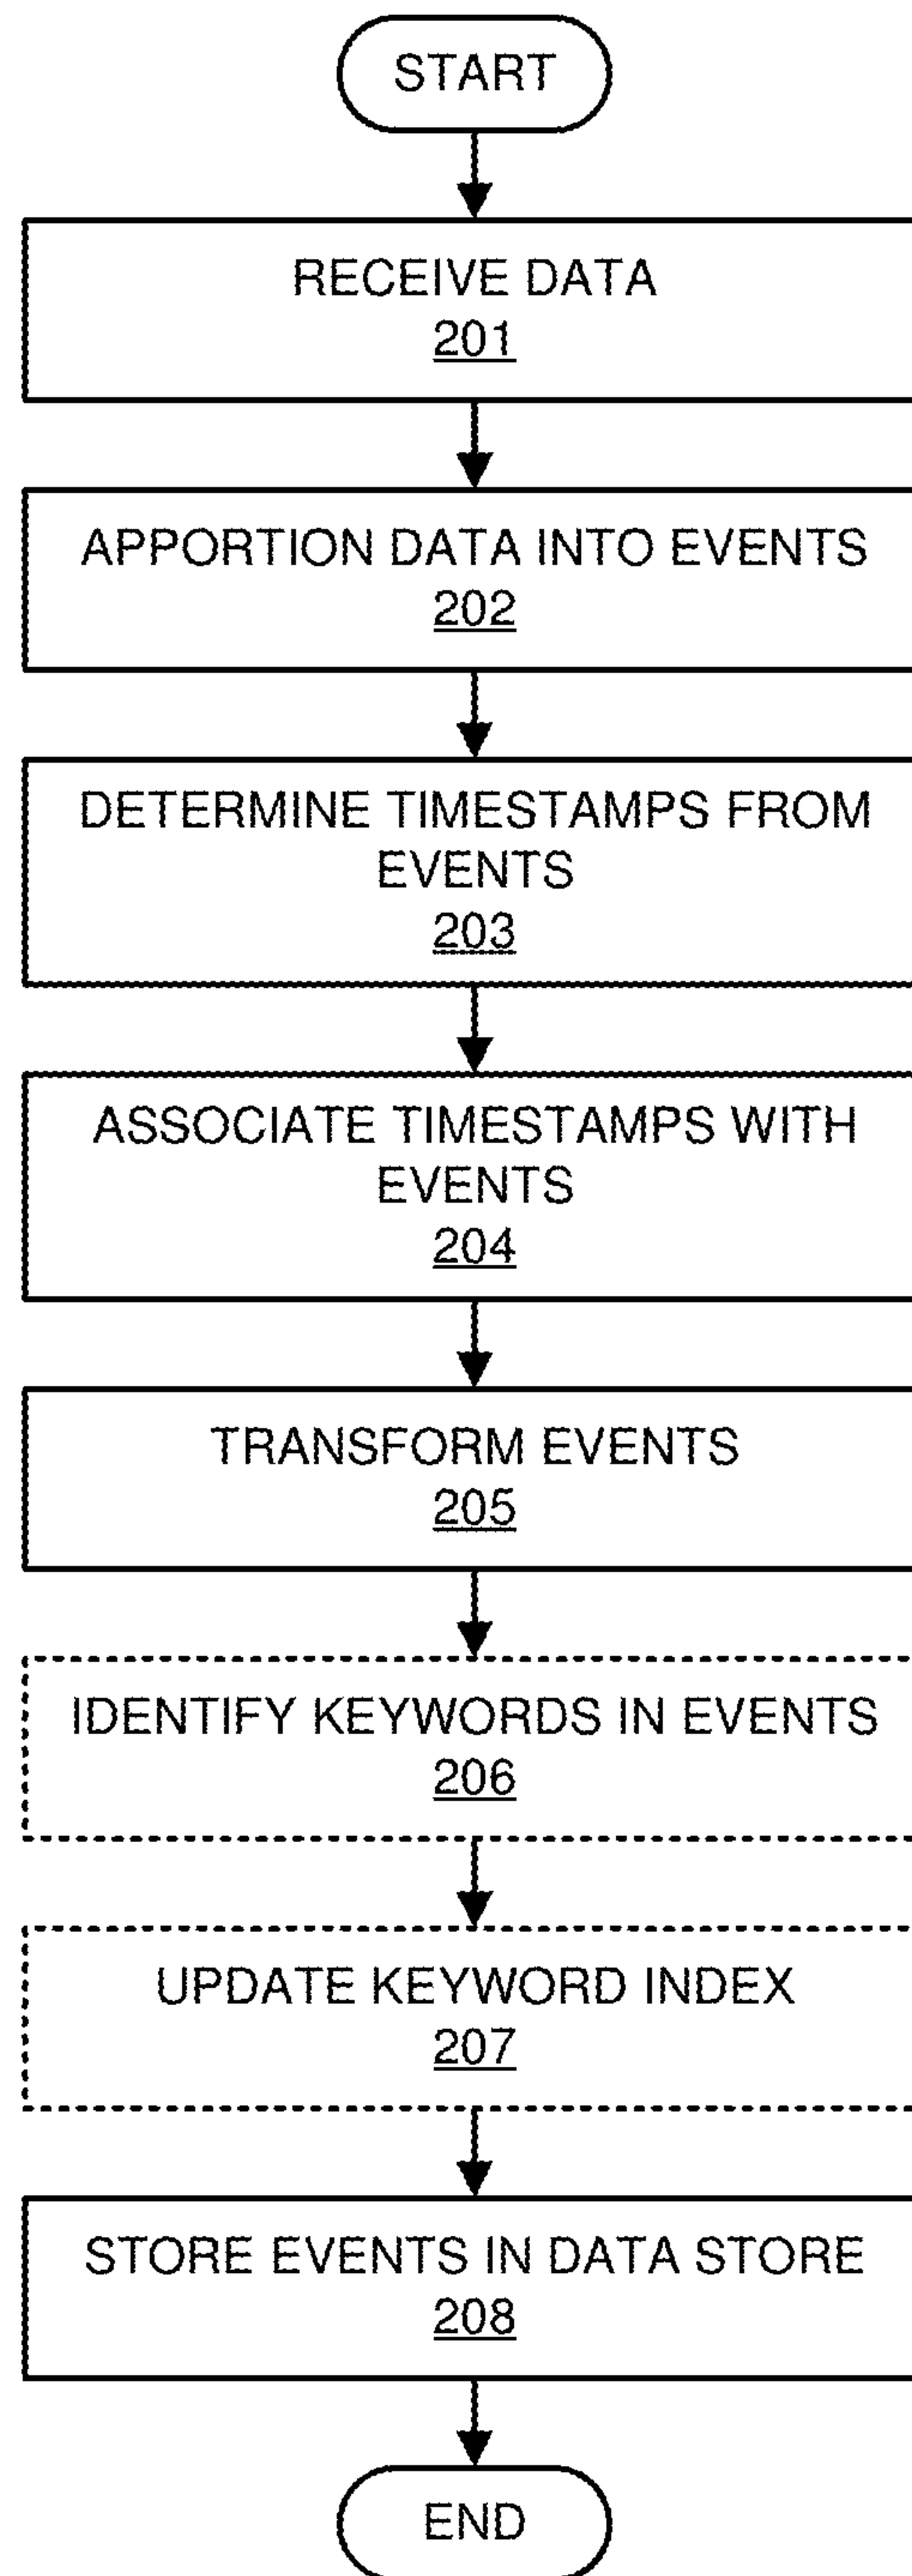 START
RECEIVE DATA
201
APPORTION DATA INTO EVENTS
202
DETERMINE TIMESTAMPS FROM
EVENTS
203
ASSOCIATE TIMESTAMPS WITH
EVENTS
204
TRANSFORM EVENTS
205
IDENTIFY KEYWORDS IN EVENTS
206
UPDATE KEYWORD INDEX
207
STORE EVENTS IN DATA STORE
208
END